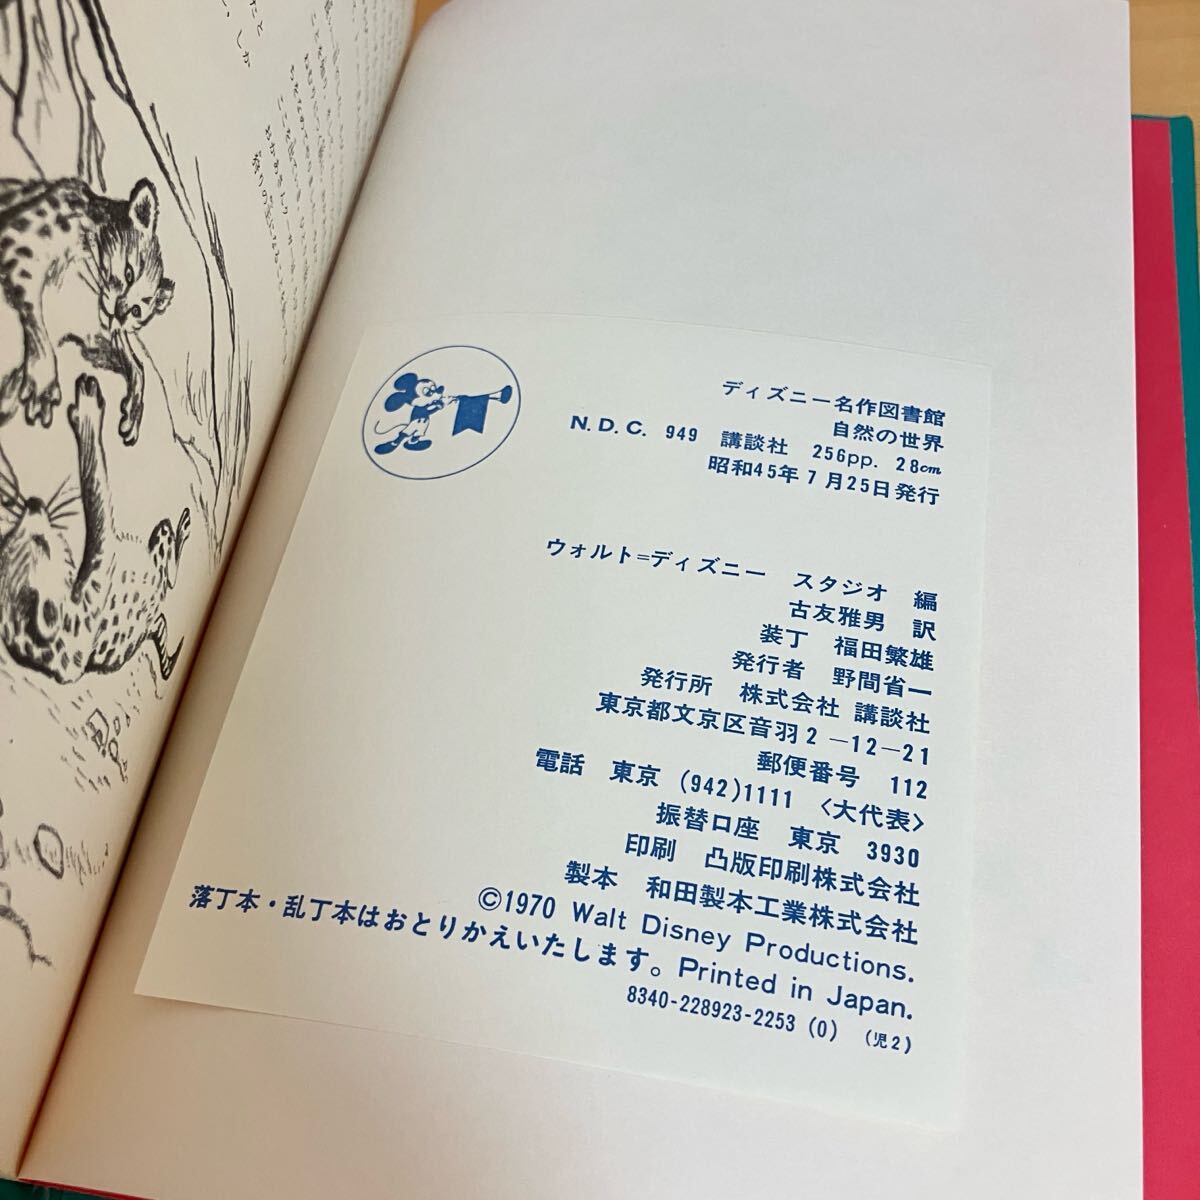 ディズニー名作図書館
自然の世界
N.D.C. 949 講談社 256pp. 28cm
昭和45年7月25日発行
ウォルト=ディズニー スタジオ 編
古友雅男 訳
装丁 福田繁雄
発行者 野間省一
発行所 株式会社 講談社
東京都文京区音羽2-12-21
郵便番号 112
電話 東京 (942)1111 〈大代表〉
振替口座 東京 3930
印刷 凸版印刷株式会社
製本 和田製本工業株式会社
©1970 Walt Disney Productions.
落丁本・乱丁本はおとりかえいたします。Printed in Japan.
8340-228923-2253 (0) (児2)